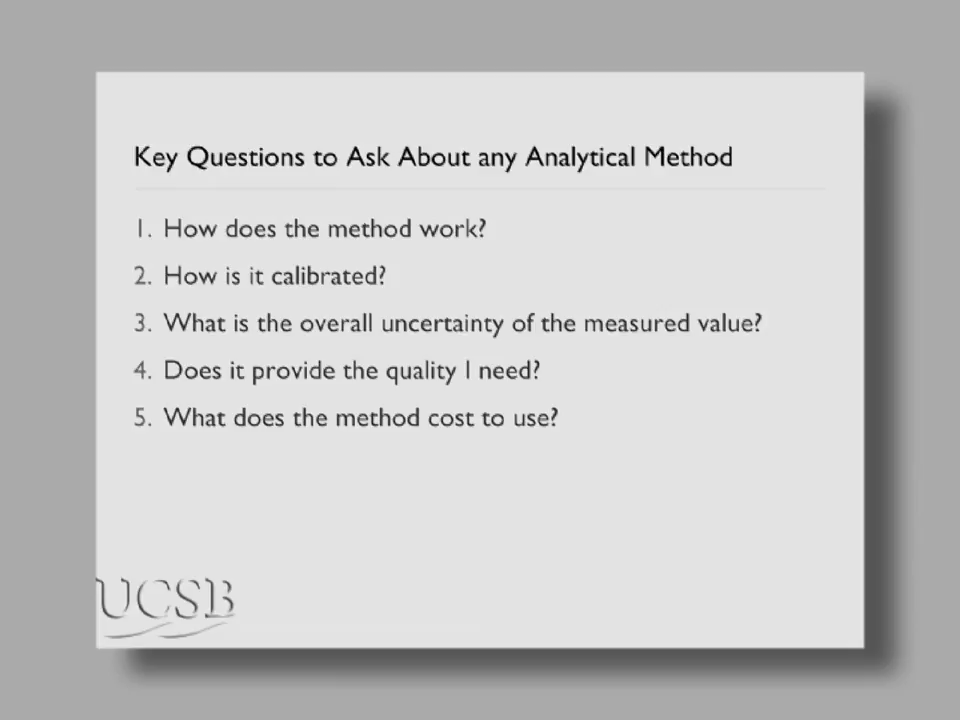 Key Questions to Ask About any Analytical Method
1. How does the method work?
2. How is it calibrated?
3. What is the overall uncertainty of the measured value?
4. Does it provide the quality I need?
5. What does the method cost to use?
UCSB